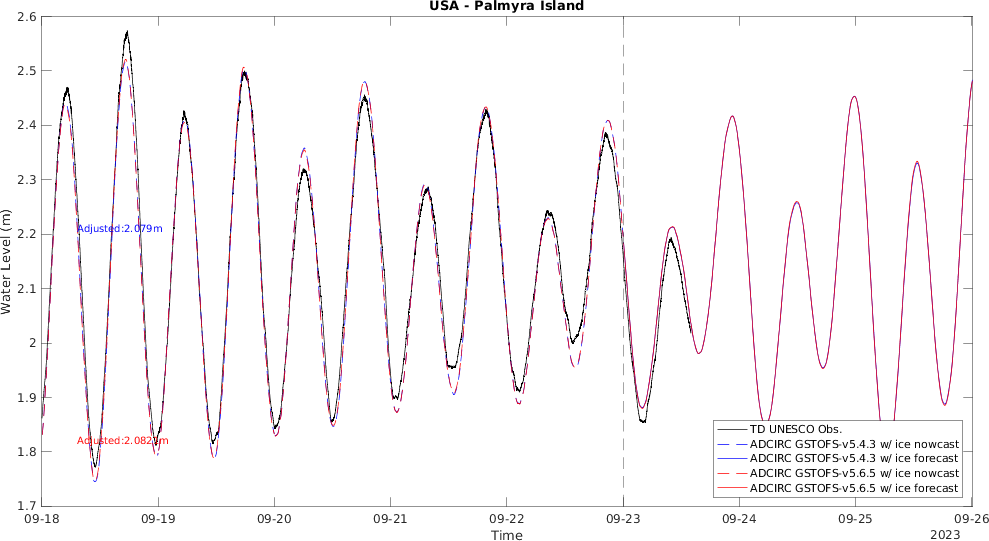 USA - Palmyra Island
2.6
2.5
2.4
2.3
2.2
2.1
2
1.9
1.8
1.7
Water Level (m)
Adjusted:2.079m
Adjusted:2.082m
TD UNESCO Obs.
ADCIRC GSTOFS-v5.4.3 w/ ice nowcast
ADCIRC GSTOFS-v5.4.3 w/ ice forecast
ADCIRC GSTOFS-v5.6.5 w/ ice nowcast
ADCIRC GSTOFS-v5.6.5 w/ ice forecast
09-18 09-19 09-20 09-21 09-22 09-23 09-24 09-25 09-26
Time
2023